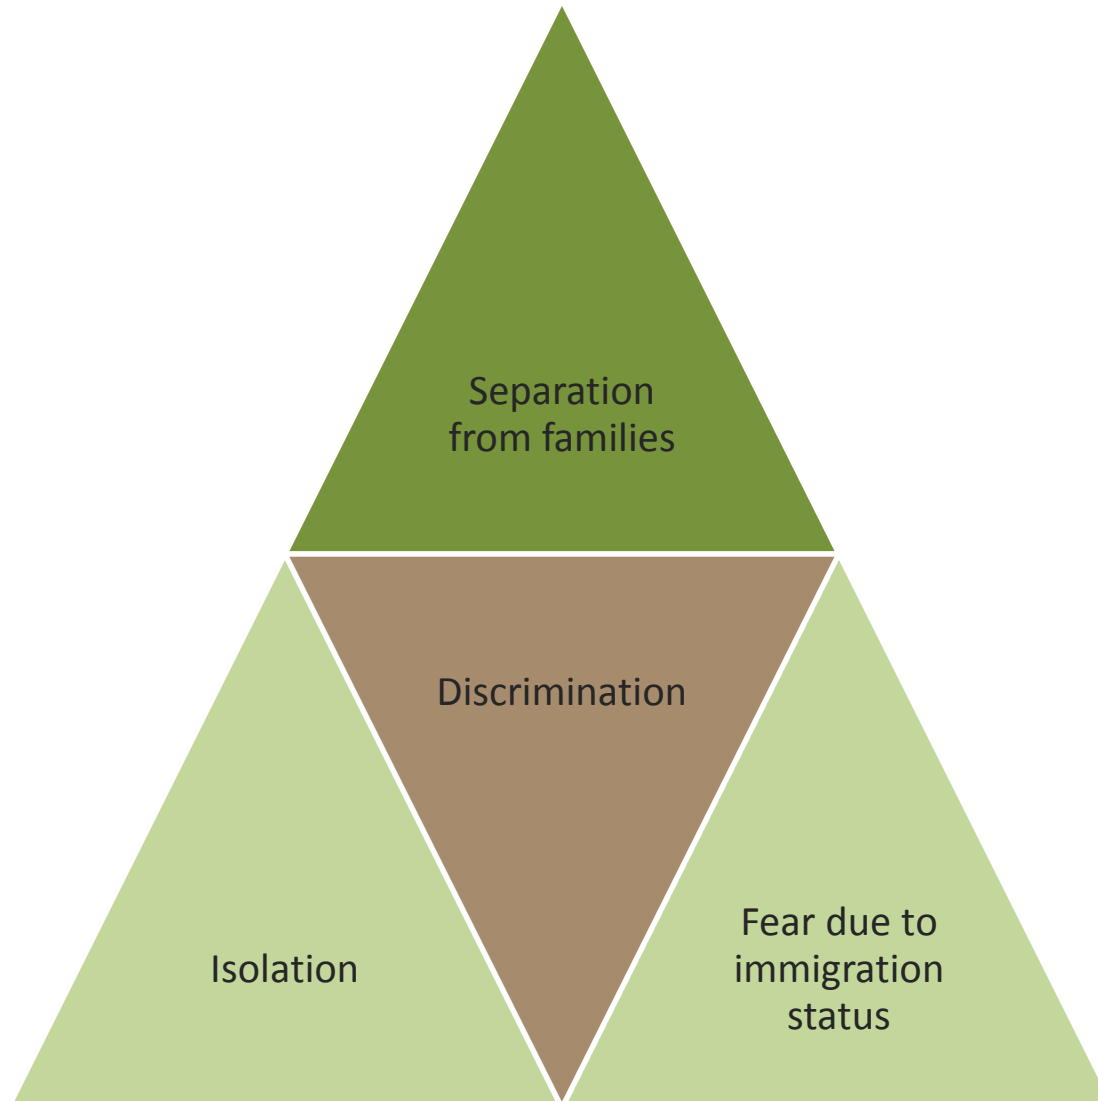 Separation
from families
Discrimination
Isolation
Fear due to
immigration
status